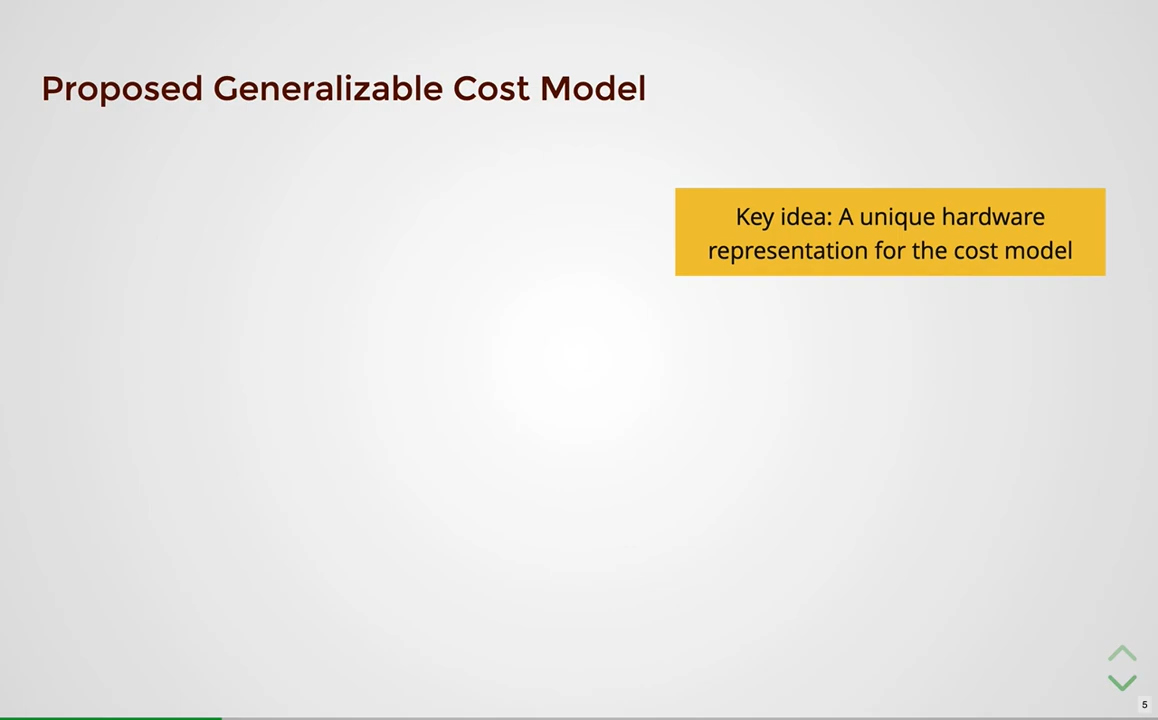 Proposed Generalizable Cost Model
Key idea: A unique hardware
representation for the cost model
5